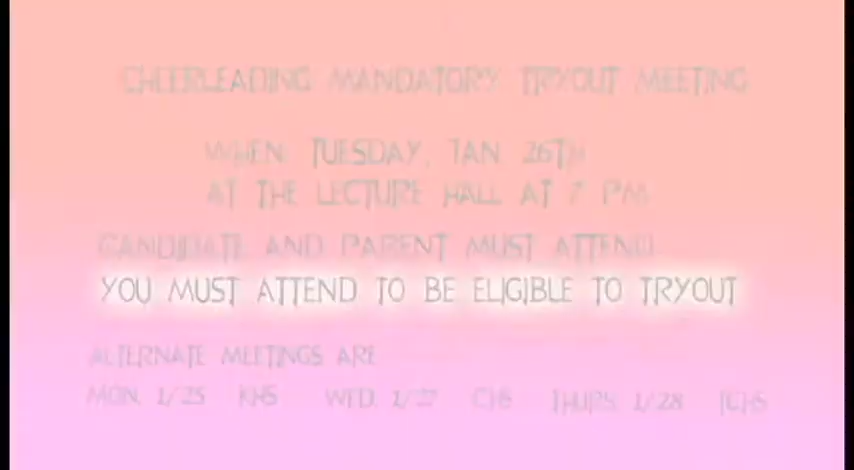 CHEERLEADING MANDATORY TRYOUT MEETING
WHEN: TUESDAY, JAN. 26TH
AT THE LECTURE HALL AT 7 PM
CANDIDATE AND PARENT MUST ATTEND
YOU MUST ATTEND TO BE ELIGIBLE TO TRYOUT
ALTERNATE MEETINGS ARE
MON. 1/25 KHS WED. 1/27 CHS THURS. 1/28